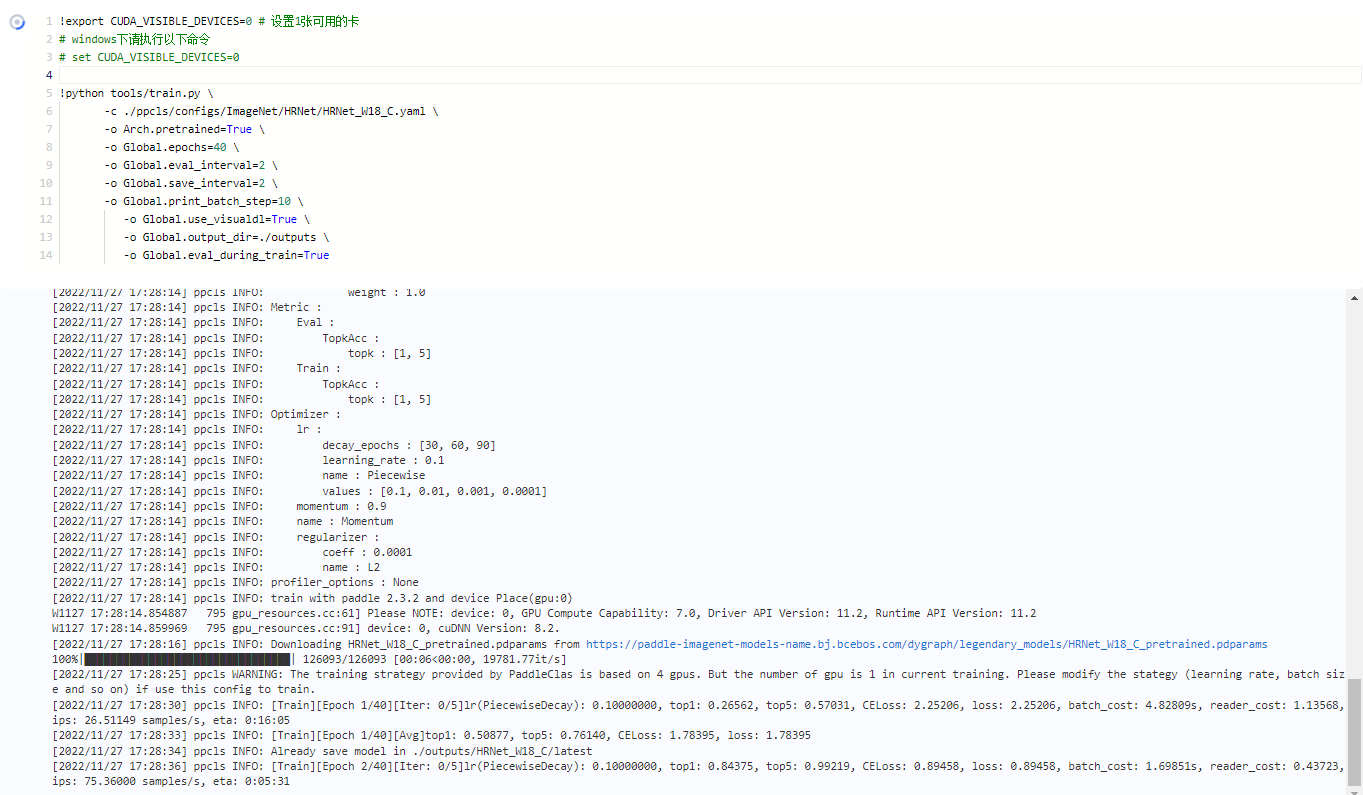 1 !export CUDA_VISIBLE_DEVICES=0 # 设置1张可用的卡
2 # windows下请执行以下命令
3 # set CUDA_VISIBLE_DEVICES=0
4
5 !python tools/train.py \
6 -c ./ppcls/configs/ImageNet/HRNet/HRNet_W18_C.yaml \
7 -o Arch.pretrained=True \
8 -o Global.epochs=40 \
9 -o Global.eval_interval=2 \
10 -o Global.save_interval=2 \
11 -o Global.print_batch_step=10 \
12 -o Global.use_visualdl=True \
13 -o Global.output_dir=./outputs \
14 -o Global.eval_during_train=True
[2022/11/27 17:28:14] ppcls INFO: weight : 1.0
[2022/11/27 17:28:14] ppcls INFO: Metric :
[2022/11/27 17:28:14] ppcls INFO: Eval :
[2022/11/27 17:28:14] ppcls INFO: TopkAcc :
[2022/11/27 17:28:14] ppcls INFO: topk : [1, 5]
[2022/11/27 17:28:14] ppcls INFO: Train :
[2022/11/27 17:28:14] ppcls INFO: TopkAcc :
[2022/11/27 17:28:14] ppcls INFO: topk : [1, 5]
[2022/11/27 17:28:14] ppcls INFO: Optimizer :
[2022/11/27 17:28:14] ppcls INFO: lr :
[2022/11/27 17:28:14] ppcls INFO: decay_epochs : [30, 60, 90]
[2022/11/27 17:28:14] ppcls INFO: learning_rate : 0.1
[2022/11/27 17:28:14] ppcls INFO: name : Piecewise
[2022/11/27 17:28:14] ppcls INFO: values : [0.1, 0.01, 0.001, 0.0001]
[2022/11/27 17:28:14] ppcls INFO: momentum : 0.9
[2022/11/27 17:28:14] ppcls INFO: name : Momentum
[2022/11/27 17:28:14] ppcls INFO: regularizer :
[2022/11/27 17:28:14] ppcls INFO: coeff : 0.0001
[2022/11/27 17:28:14] ppcls INFO: name : L2
[2022/11/27 17:28:14] ppcls INFO: profiler_options : None
[2022/11/27 17:28:14] ppcls INFO: train with paddle 2.3.2 and device Place(gpu:0)
W1127 17:28:14.854887 795 gpu_resources.cc:61] Please NOTE: device: 0, GPU Compute Capability: 7.0, Driver API Version: 11.2, Runtime API Version: 11.2
W1127 17:28:14.859969 795 gpu_resources.cc:91] device: 0, cuDNN Version: 8.2.
[2022/11/27 17:28:16] ppcls INFO: Downloading HRNet_W18_C_pretrained.pdparams from https://paddle-imagenet-models-name.bj.bcebos.com/dygraph/legendary_models/HRNet_W18_C_pretrained.pdparams
100%|████████████████████████████████| 126093/126093 [00:06<00:00, 19781.77it/s]
[2022/11/27 17:28:25] ppcls WARNING: The training strategy provided by PaddleClas is based on 4 gpus. But the number of gpu is 1 in current training. Please modify the stategy (learning rate, batch siz
e and so on) if use this config to train.
[2022/11/27 17:28:30] ppcls INFO: [Train][Epoch 1/40][Iter: 0/5]lr(PiecewiseDecay): 0.10000000, top1: 0.26562, top5: 0.57031, CELoss: 2.25206, loss: 2.25206, batch_cost: 4.82809s, reader_cost: 1.13568,
ips: 26.51149 samples/s, eta: 0:16:05
[2022/11/27 17:28:33] ppcls INFO: [Train][Epoch 1/40][Avg]top1: 0.50877, top5: 0.76140, CELoss: 1.78395, loss: 1.78395
[2022/11/27 17:28:34] ppcls INFO: Already save model in ./outputs/HRNet_W18_C/latest
[2022/11/27 17:28:36] ppcls INFO: [Train][Epoch 2/40][Iter: 0/5]lr(PiecewiseDecay): 0.10000000, top1: 0.84375, top5: 0.99219, CELoss: 0.89458, loss: 0.89458, batch_cost: 1.69851s, reader_cost: 0.43723,
ips: 75.36000 samples/s, eta: 0:05:31